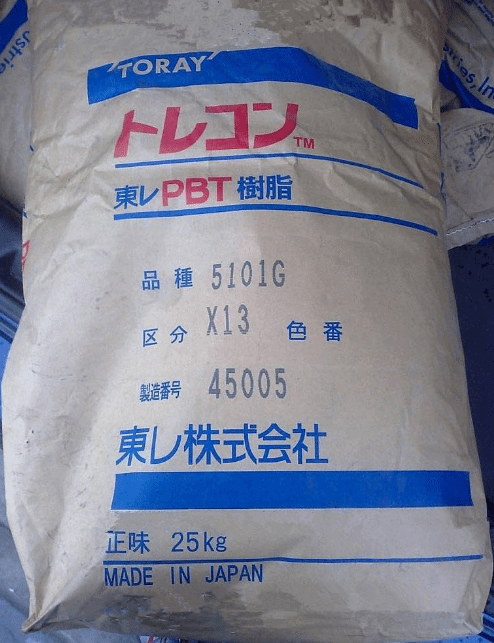 TORAY
トレコン™
東レPBT樹脂
品種 5101G
区分 X13 色番
製造番号 45005
東レ株式会社
正味 25kg
MADE IN JAPAN